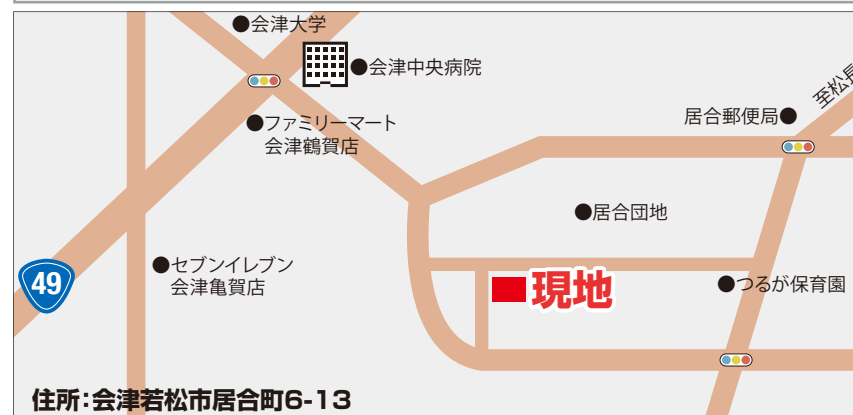 ●会津大学
●会津中央病院
●ファミリーマート
会津鶴賀店
居合郵便局●
至松長
●居合団地
●セブンイレブン
会津亀賀店
49
現地
●つるが保育園
住所：会津若松市居合町6-13